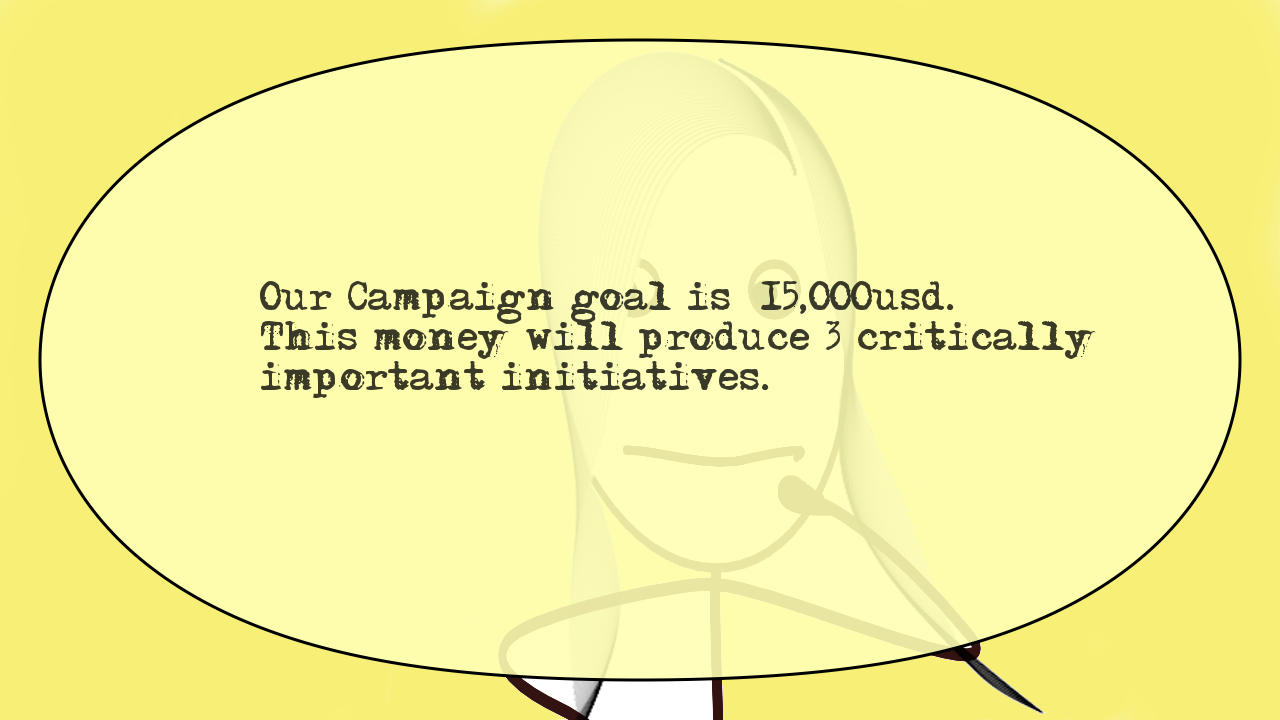 Our Campaign goal is 15,000usd.
This money will produce 3 critically
important initiatives.